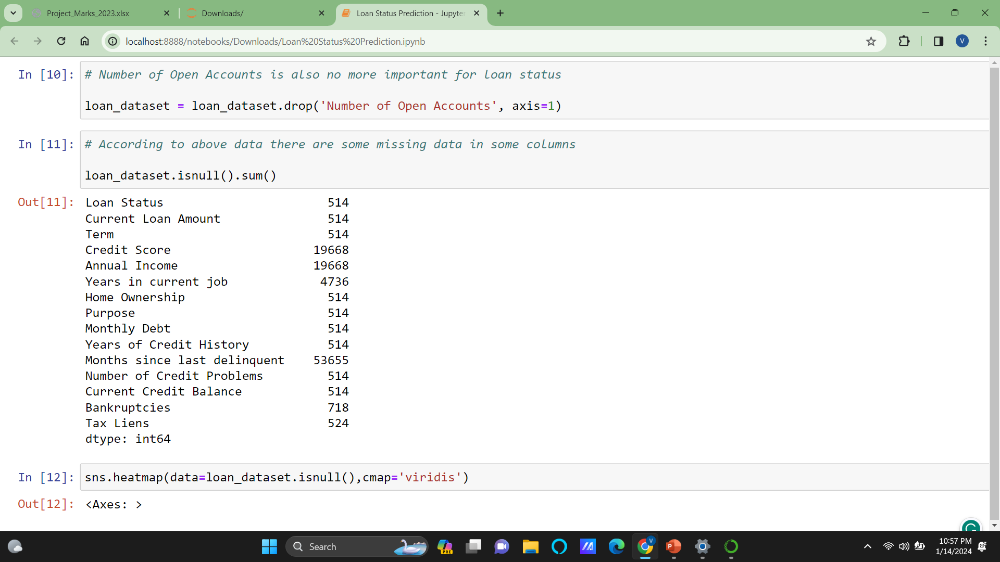 Project_Marks_2023.xlsx
Downloads/
Loan Status Prediction - Jupyter
localhost:8888/notebooks/Downloads/Loan%20Status%20Prediction.ipynb
V
In [10]: # Number of Open Accounts is also no more important for loan status
loan_dataset = loan_dataset.drop('Number of Open Accounts', axis=1)
In [11]: # According to above data there are some missing data in some columns
loan_dataset.isnull().sum()
Out[11]: Loan Status 514
Current Loan Amount 514
Term 514
Credit Score 19668
Annual Income 19668
Years in current job 4736
Home Ownership 514
Purpose 514
Monthly Debt 514
Years of Credit History 514
Months since last delinquent 53655
Number of Credit Problems 514
Current Credit Balance 514
Bankruptcies 718
Tax Liens 524
dtype: int64
In [12]: sns.heatmap(data=loan_dataset.isnull(),cmap='viridis')
Out[12]: <Axes: >
Search
PRE
V
P
10:57 PM
1/14/2024